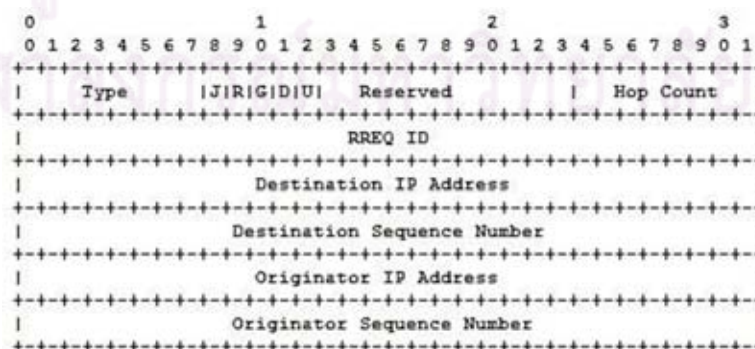 0 1 2 3
0 1 2 3 4 5 6 7 8 9 0 1 2 3 4 5 6 7 8 9 0 1 2 3 4 5 6 7 8 9 0 1
+-+-+-+-+-+-+-+-+-+-+-+-+-+-+-+-+-+-+-+-+-+-+-+-+-+-+-+-+-+-+-+-+
| Type |J|R|G|D|U| Reserved | Hop Count
+-+-+-+-+-+-+-+-+-+-+-+-+-+-+-+-+-+-+-+-+-+-+-+-+-+-+-+-+-+-+-+-+
| RREQ ID
+-+-+-+-+-+-+-+-+-+-+-+-+-+-+-+-+-+-+-+-+-+-+-+-+-+-+-+-+-+-+-+-+
| Destination IP Address
+-+-+-+-+-+-+-+-+-+-+-+-+-+-+-+-+-+-+-+-+-+-+-+-+-+-+-+-+-+-+-+-+
| Destination Sequence Number
+-+-+-+-+-+-+-+-+-+-+-+-+-+-+-+-+-+-+-+-+-+-+-+-+-+-+-+-+-+-+-+-+
| Originator IP Address
+-+-+-+-+-+-+-+-+-+-+-+-+-+-+-+-+-+-+-+-+-+-+-+-+-+-+-+-+-+-+-+-+
| Originator Sequence Number
+-+-+-+-+-+-+-+-+-+-+-+-+-+-+-+-+-+-+-+-+-+-+-+-+-+-+-+-+-+-+-+-+